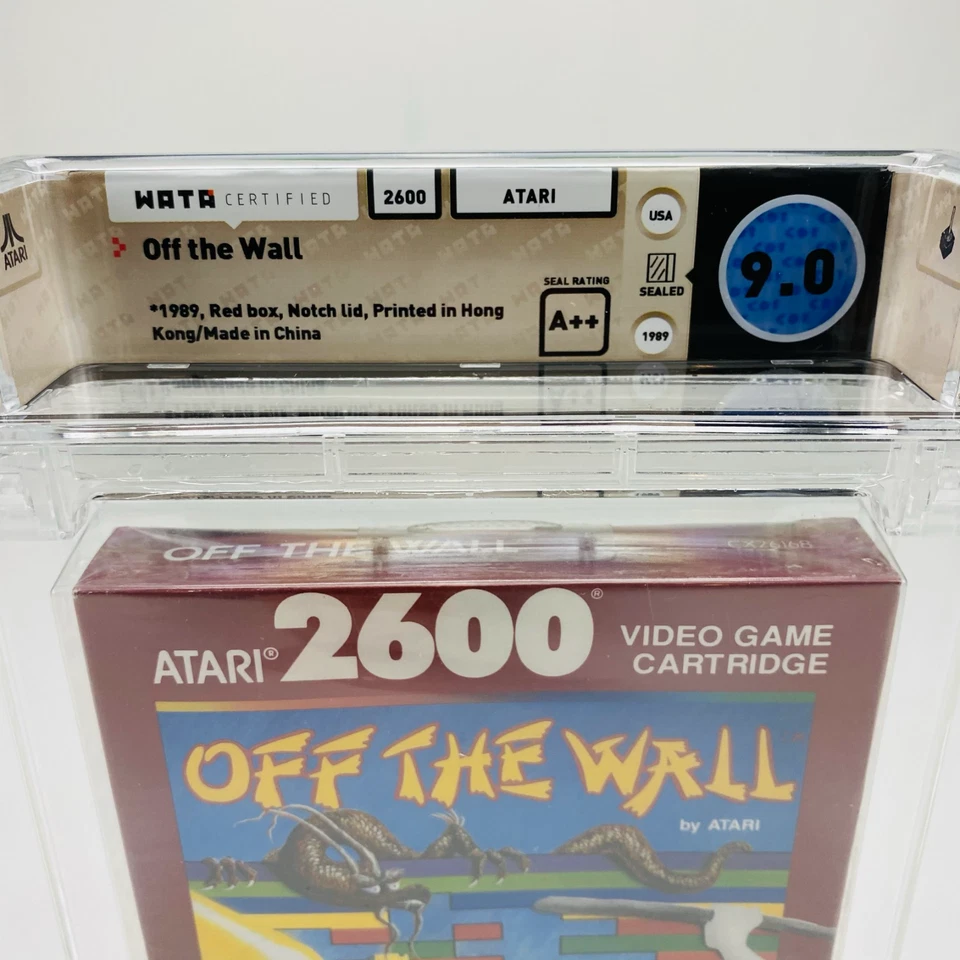 WATA CERTIFIED
2600
ATARI
Off the Wall
*1989, Red box, Notch lid, Printed in Hong
Kong/Made in China
SEAL RATING
A++
USA
SEALED
1989
9.0
ATARI
OFF THE WALL
ATARI® 2600®
VIDEO GAME
CARTRIDGE
OFF THE WALL
by ATARI